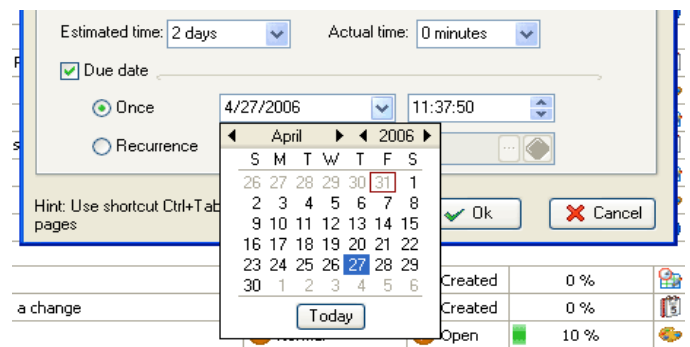 Estimated time: 2 days Actual time: 0 minutes
Due date
Once 4/27/2006 11:37:50
Recurrence
April 2006
S M T W T F S
26 27 28 29 30 31 1
2 3 4 5 6 7 8
9 10 11 12 13 14 15
16 17 18 19 20 21 22
23 24 25 26 27 28 29
30 1 2 3 4 5 6
Today
Hint: Use shortcut Ctrl+Tab
pages
Ok Cancel
Created 0 %
a change Created 0 %
Normal Open 10 %